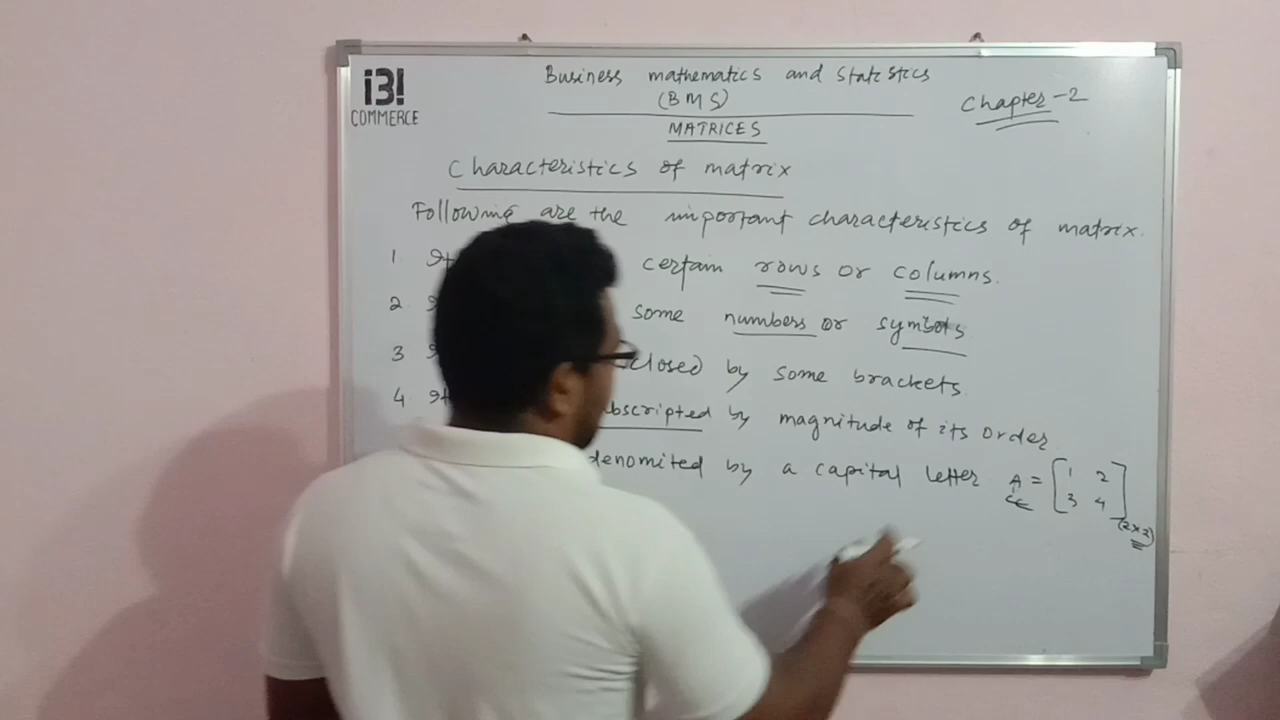 i3!
COMMERCE
Business mathematics and statistics
(BMS)
Chapter-2
MATRICES
Characteristics of matrix
Following are the important characteristics of matrix.
1 certain rows or columns.
2 some numbers or symbols
3 closed by some brackets.
4 bscripted by magnitude of its order
denomited by a capital letter A = [1 2
3 4]
(2×2)